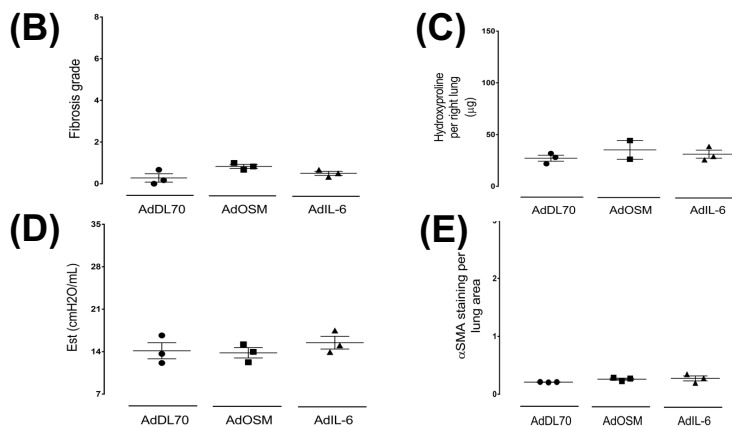 (B)
Fibrosis grade
8
6
4
2
0
AdDL70 AdOSM AdIL-6
(C)
Hydroxyproline
per right lung
(µg)
150
100
50
0
AdDL70 AdOSM AdIL-6
(D)
Est (cmH2O/mL)
35
28
21
14
7
AdDL70 AdOSM AdIL-6
(E)
αSMA staining per
lung area
3
2
1
0
AdDL70 AdOSM AdIL-6